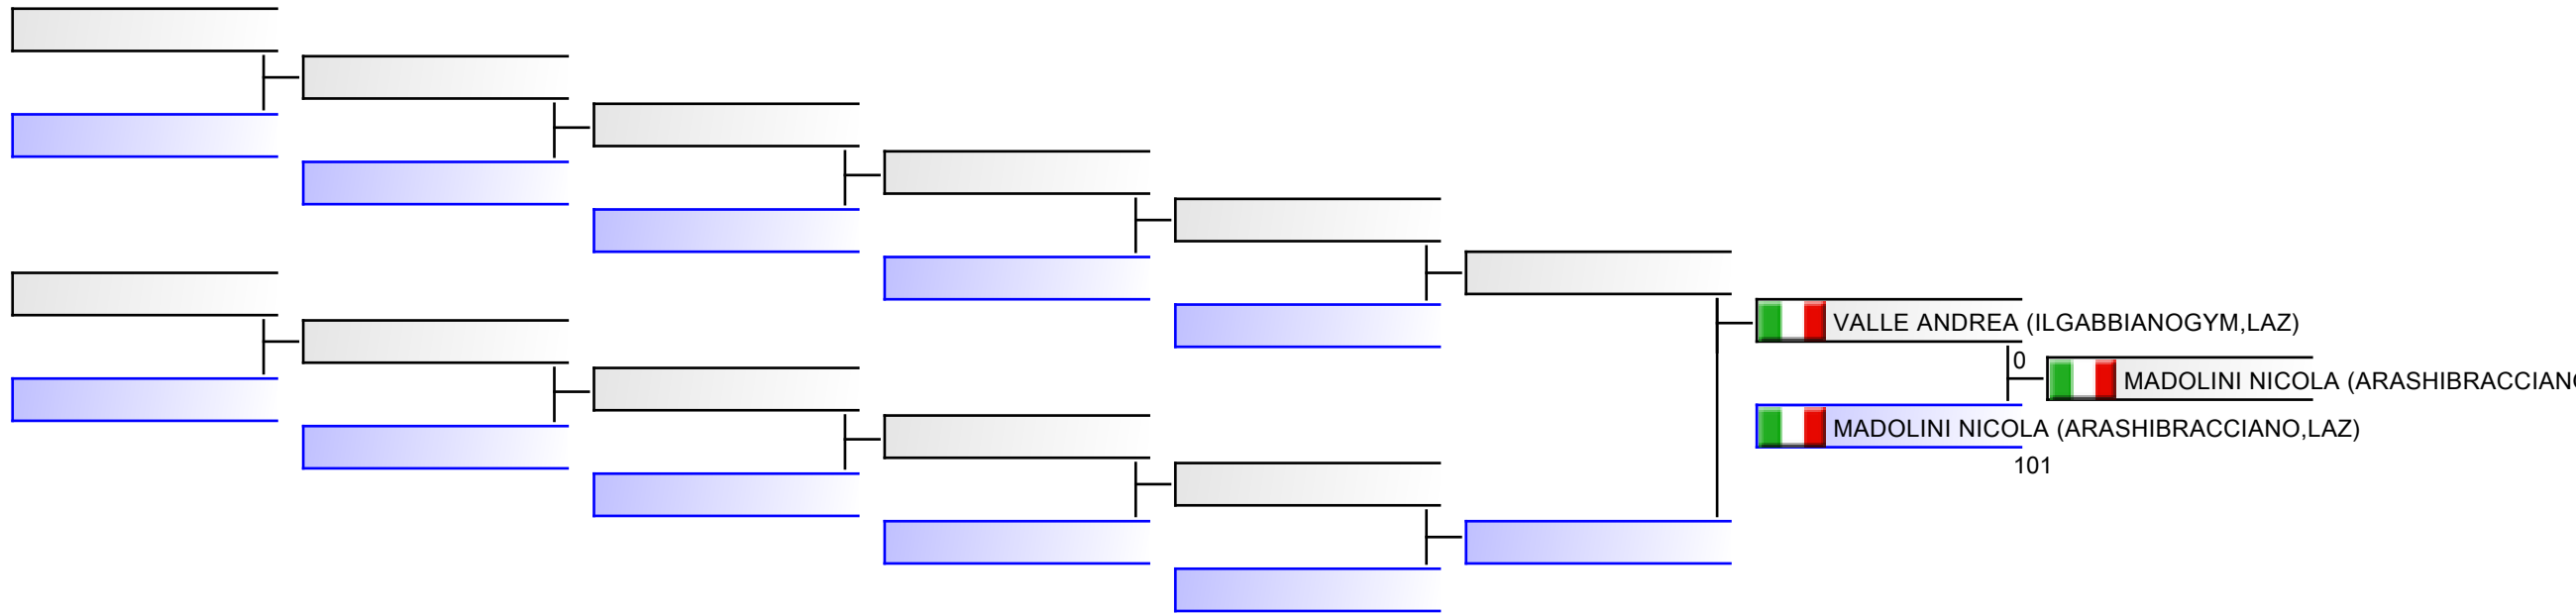 VALLE ANDREA (ILGABBIANOGYM,LAZ)
0
MADOLINI NICOLA (ARASHIBRACCIAN
MADOLINI NICOLA (ARASHIBRACCIANO,LAZ)
101